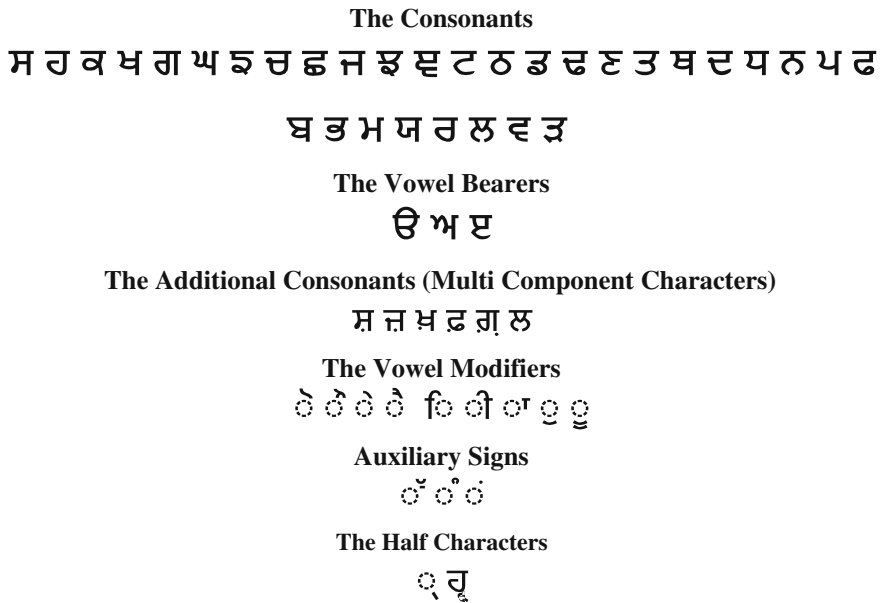 The Consonants
ਸ ਹ ਕ ਖ ਗ ਘ ਙ ਚ ਛ ਜ ਝ ਞ ਟ ਠ ਡ ਢ ਣ ਤ ਥ ਦ ਧ ਨ ਪ ਫ
ਬ ਭ ਮ ਯ ਰ ਲ ਵ ੜ
The Vowel Bearers
ੳ ਅ ੲ
The Additional Consonants (Multi Component Characters)
ਸ਼ ਜ਼ ਖ਼ ਫ਼ ਗ਼ ਲ
The Vowel Modifiers
◌ੋ ◌ੌ ◌ੇ ◌ੈ ◌ਿ ◌ੀ ◌ਾ ◌ੁ ◌ੂ
Auxiliary Signs
◌ੱ ◌ੰ ◌ਂ
The Half Characters